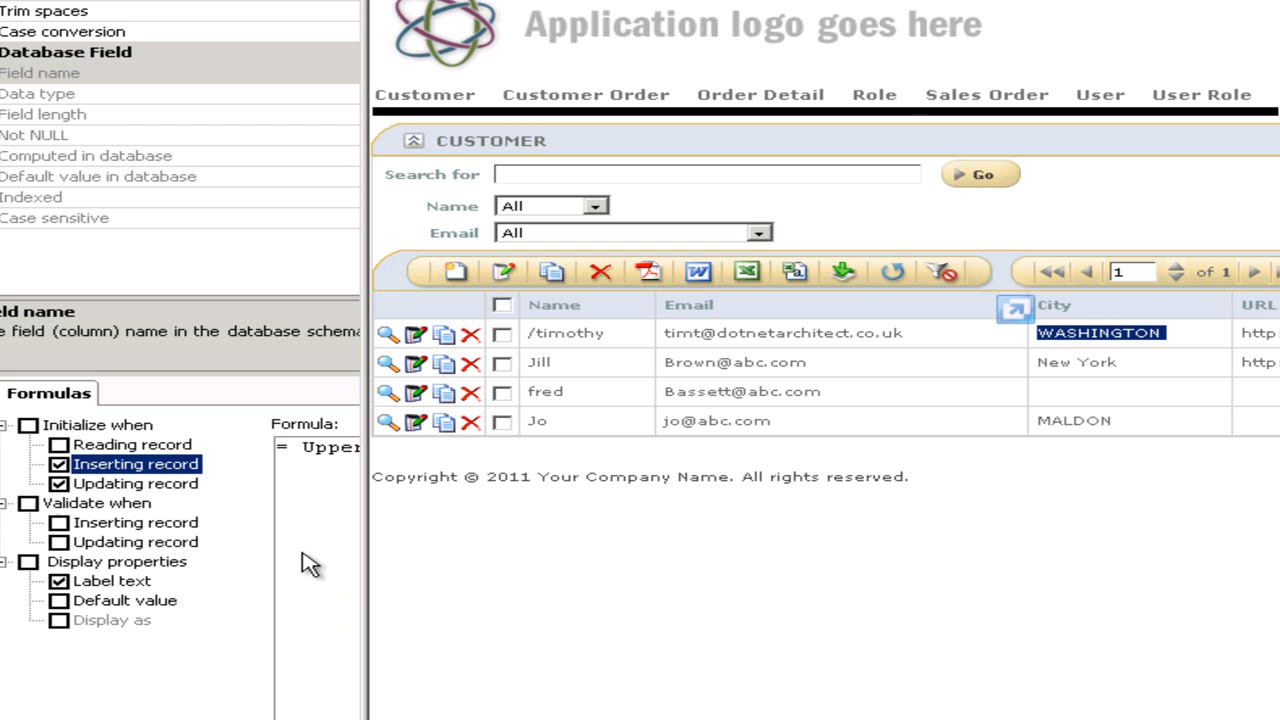 Trim spaces
Case conversion
Database Field
Field name
Data type
Field length
Not NULL
Computed in database
Default value in database
Indexed
Case sensitive
field (column) name in the database
Formulas
Initialize when
Reading record
Inserting record
Updating record
Validate when
Inserting record
Updating record
Display properties
Label text
Default value
Display as
Formula:
= Upper
Application logo goes here
Customer Customer Order Order Detail Role Sales Order User User Role
CUSTOMER
Search for Go
Name All
Email All
1 of 1
Name Email City URL
/timothy timt@dotnetarchitect.co.uk WASHINGTON http
Jill Brown@abc.com New York http
fred Bassett@abc.com
Jo jo@abc.com MALDON
Copyright © 2011 Your Company Name. All rights reserved.